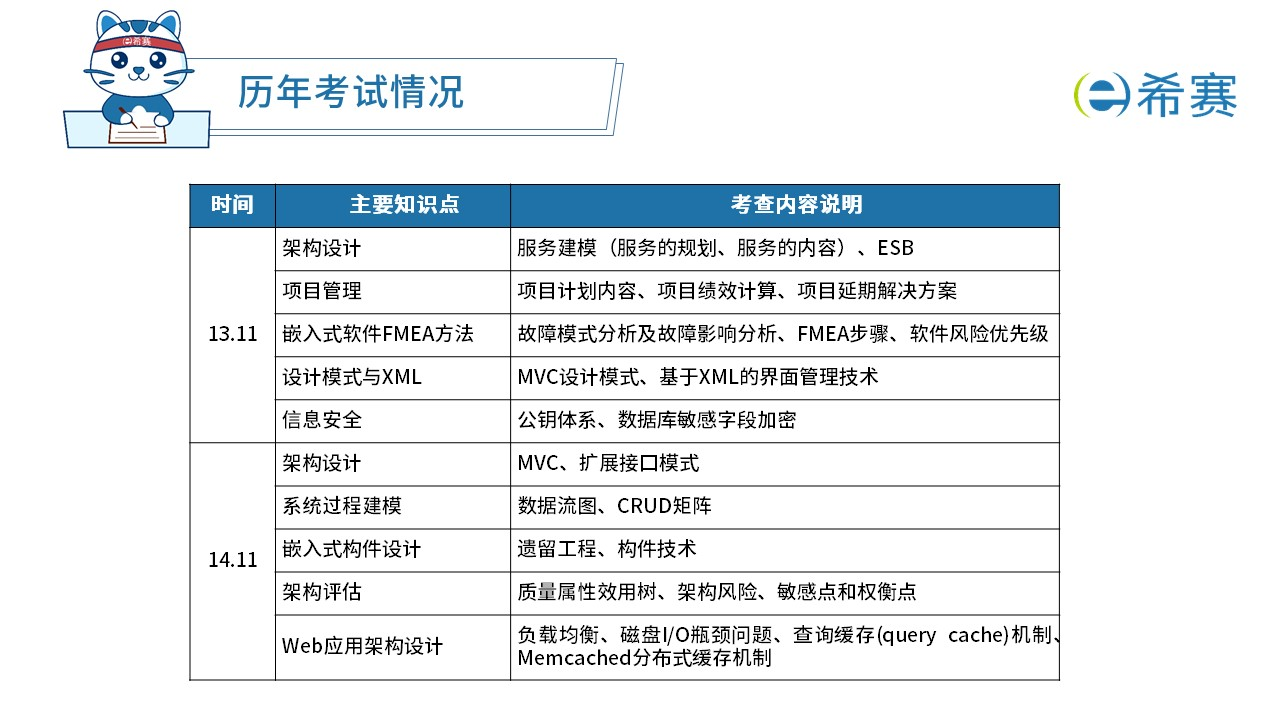 希赛
历年考试情况
希赛
时间 主要知识点 考查内容说明
13.11
架构设计 服务建模（服务的规划、服务的内容）、ESB
项目管理 项目计划内容、项目绩效计算、项目延期解决方案
嵌入式软件FMEA方法 故障模式分析及故障影响分析、FMEA步骤、软件风险优先级
设计模式与XML MVC设计模式、基于XML的界面管理技术
信息安全 公钥体系、数据库敏感字段加密
14.11
架构设计 MVC、扩展接口模式
系统过程建模 数据流图、CRUD矩阵
嵌入式构件设计 遗留工程、构件技术
架构评估 质量属性效用树、架构风险、敏感点和权衡点
Web应用架构设计 负载均衡、磁盘I/O瓶颈问题、查询缓存(query cache)机制、
Memcached分布式缓存机制